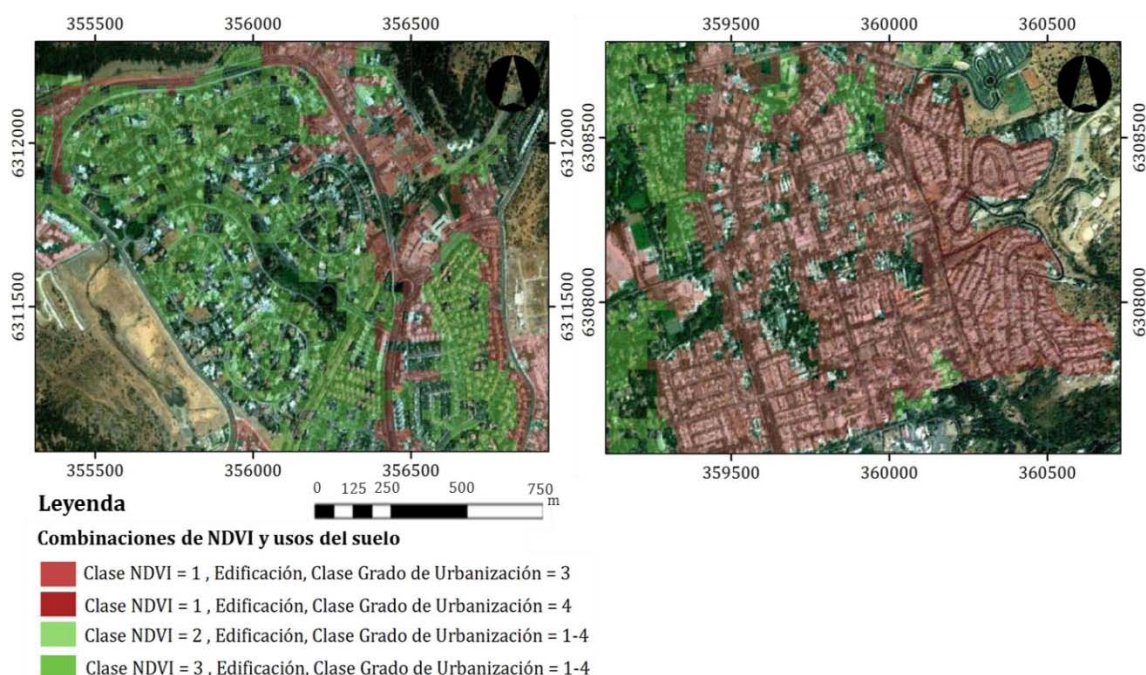 355500 356000 356500
359500 360000 360500
6312000
6312000
6308500
6308500
6311500
6311500
6308000
6308000
355500 356000 356500
359500 360000 360500
Leyenda
0 125 250 500 750
m
Combinaciones de NDVI y usos del suelo
Clase NDVI = 1 , Edificación, Clase Grado de Urbanización = 3
Clase NDVI = 1 , Edificación, Clase Grado de Urbanización = 4
Clase NDVI = 2 , Edificación, Clase Grado de Urbanización = 1-4
Clase NDVI = 3 , Edificación, Clase Grado de Urbanización = 1-4